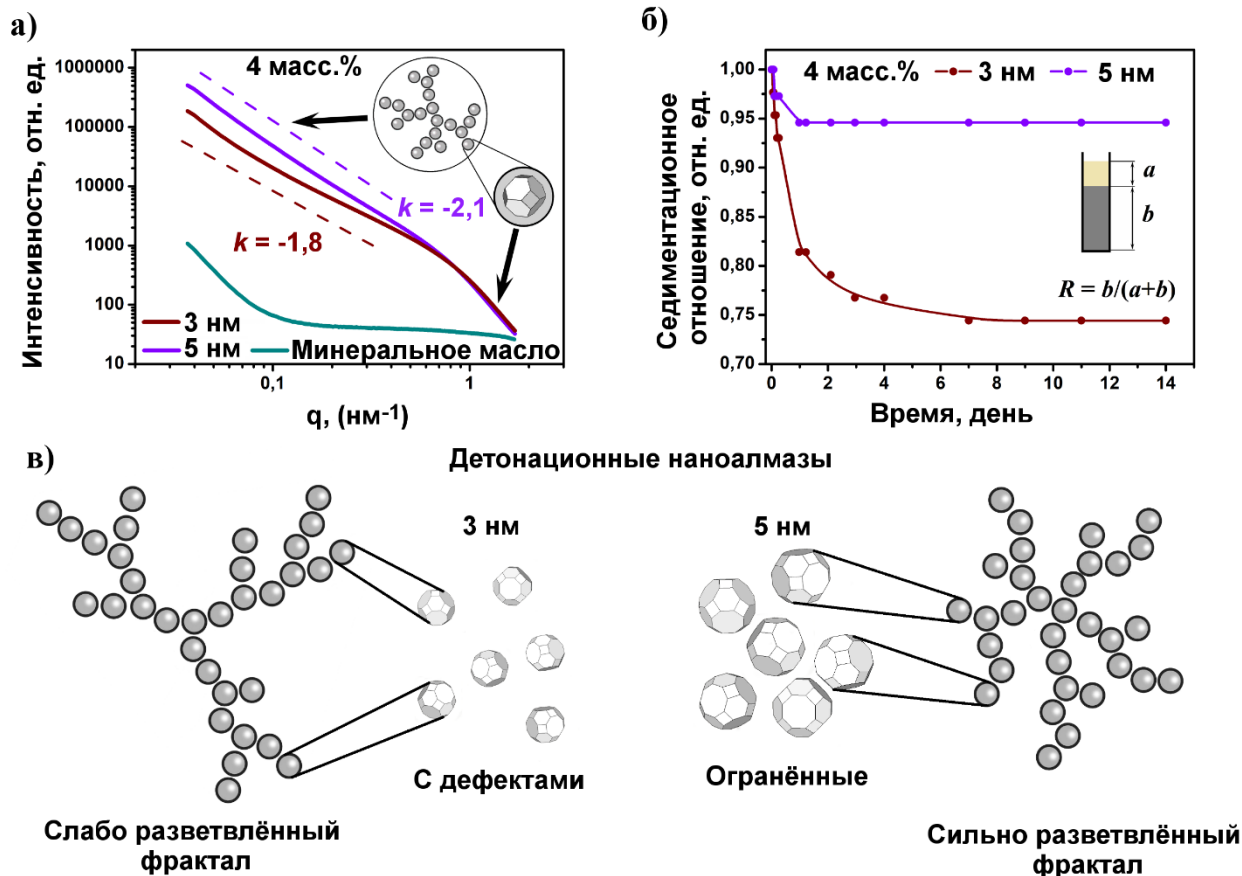 а)
Интенсивность, отн. ед.
1000000
100000
10000
1000
100
10
4 масс.%
k = -2,1
k = -1,8
3 нм
5 нм
Минеральное масло
0,1
1
q, (нм-1)
б)
Седиментационное
отношение, отн. ед.
1,00
0,95
0,90
0,85
0,80
0,75
0,70
4 масс.%
3 нм
5 нм
a
b
R = b/(a+b)
0
2
4
6
8
10
12
14
Время, день
в)
Детонационные наноалмазы
3 нм
5 нм
С дефектами
Огранённые
Слабо разветвлённый
фрактал
Сильно разветвлённый
фрактал